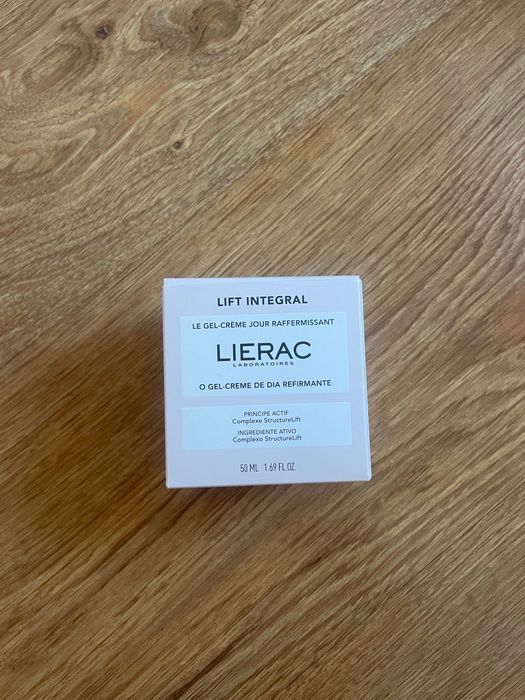 LIFT INTEGRAL
LE GEL-CRÈME JOUR RAFFERMISSANT
LIERAC
LABORATOIRES
O GEL-CREME DE DIA REFIRMANTE
PRINCIPE ACTIF
Complexe StructureLift
INGREDIENTE ATIVO
Complexo StructureLift
50 ML 1.69 FL.OZ.